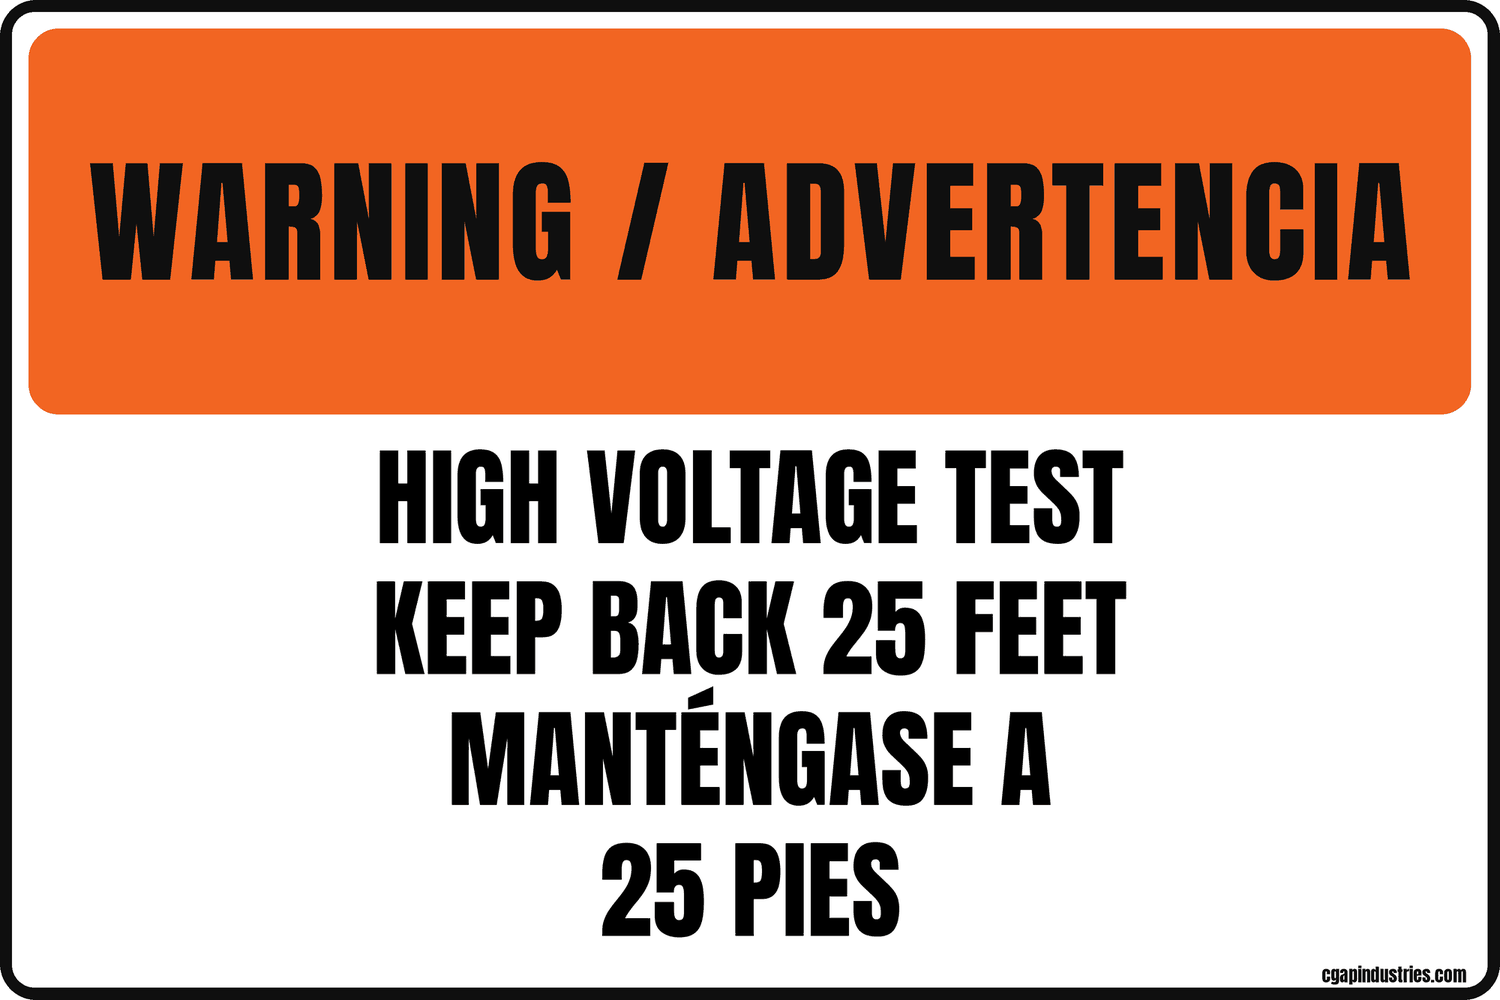 WARNING / ADVERTENCIA
HIGH VOLTAGE TEST
KEEP BACK 25 FEET
MANTÉNGASE A
25 PIES
cgapindustries.com